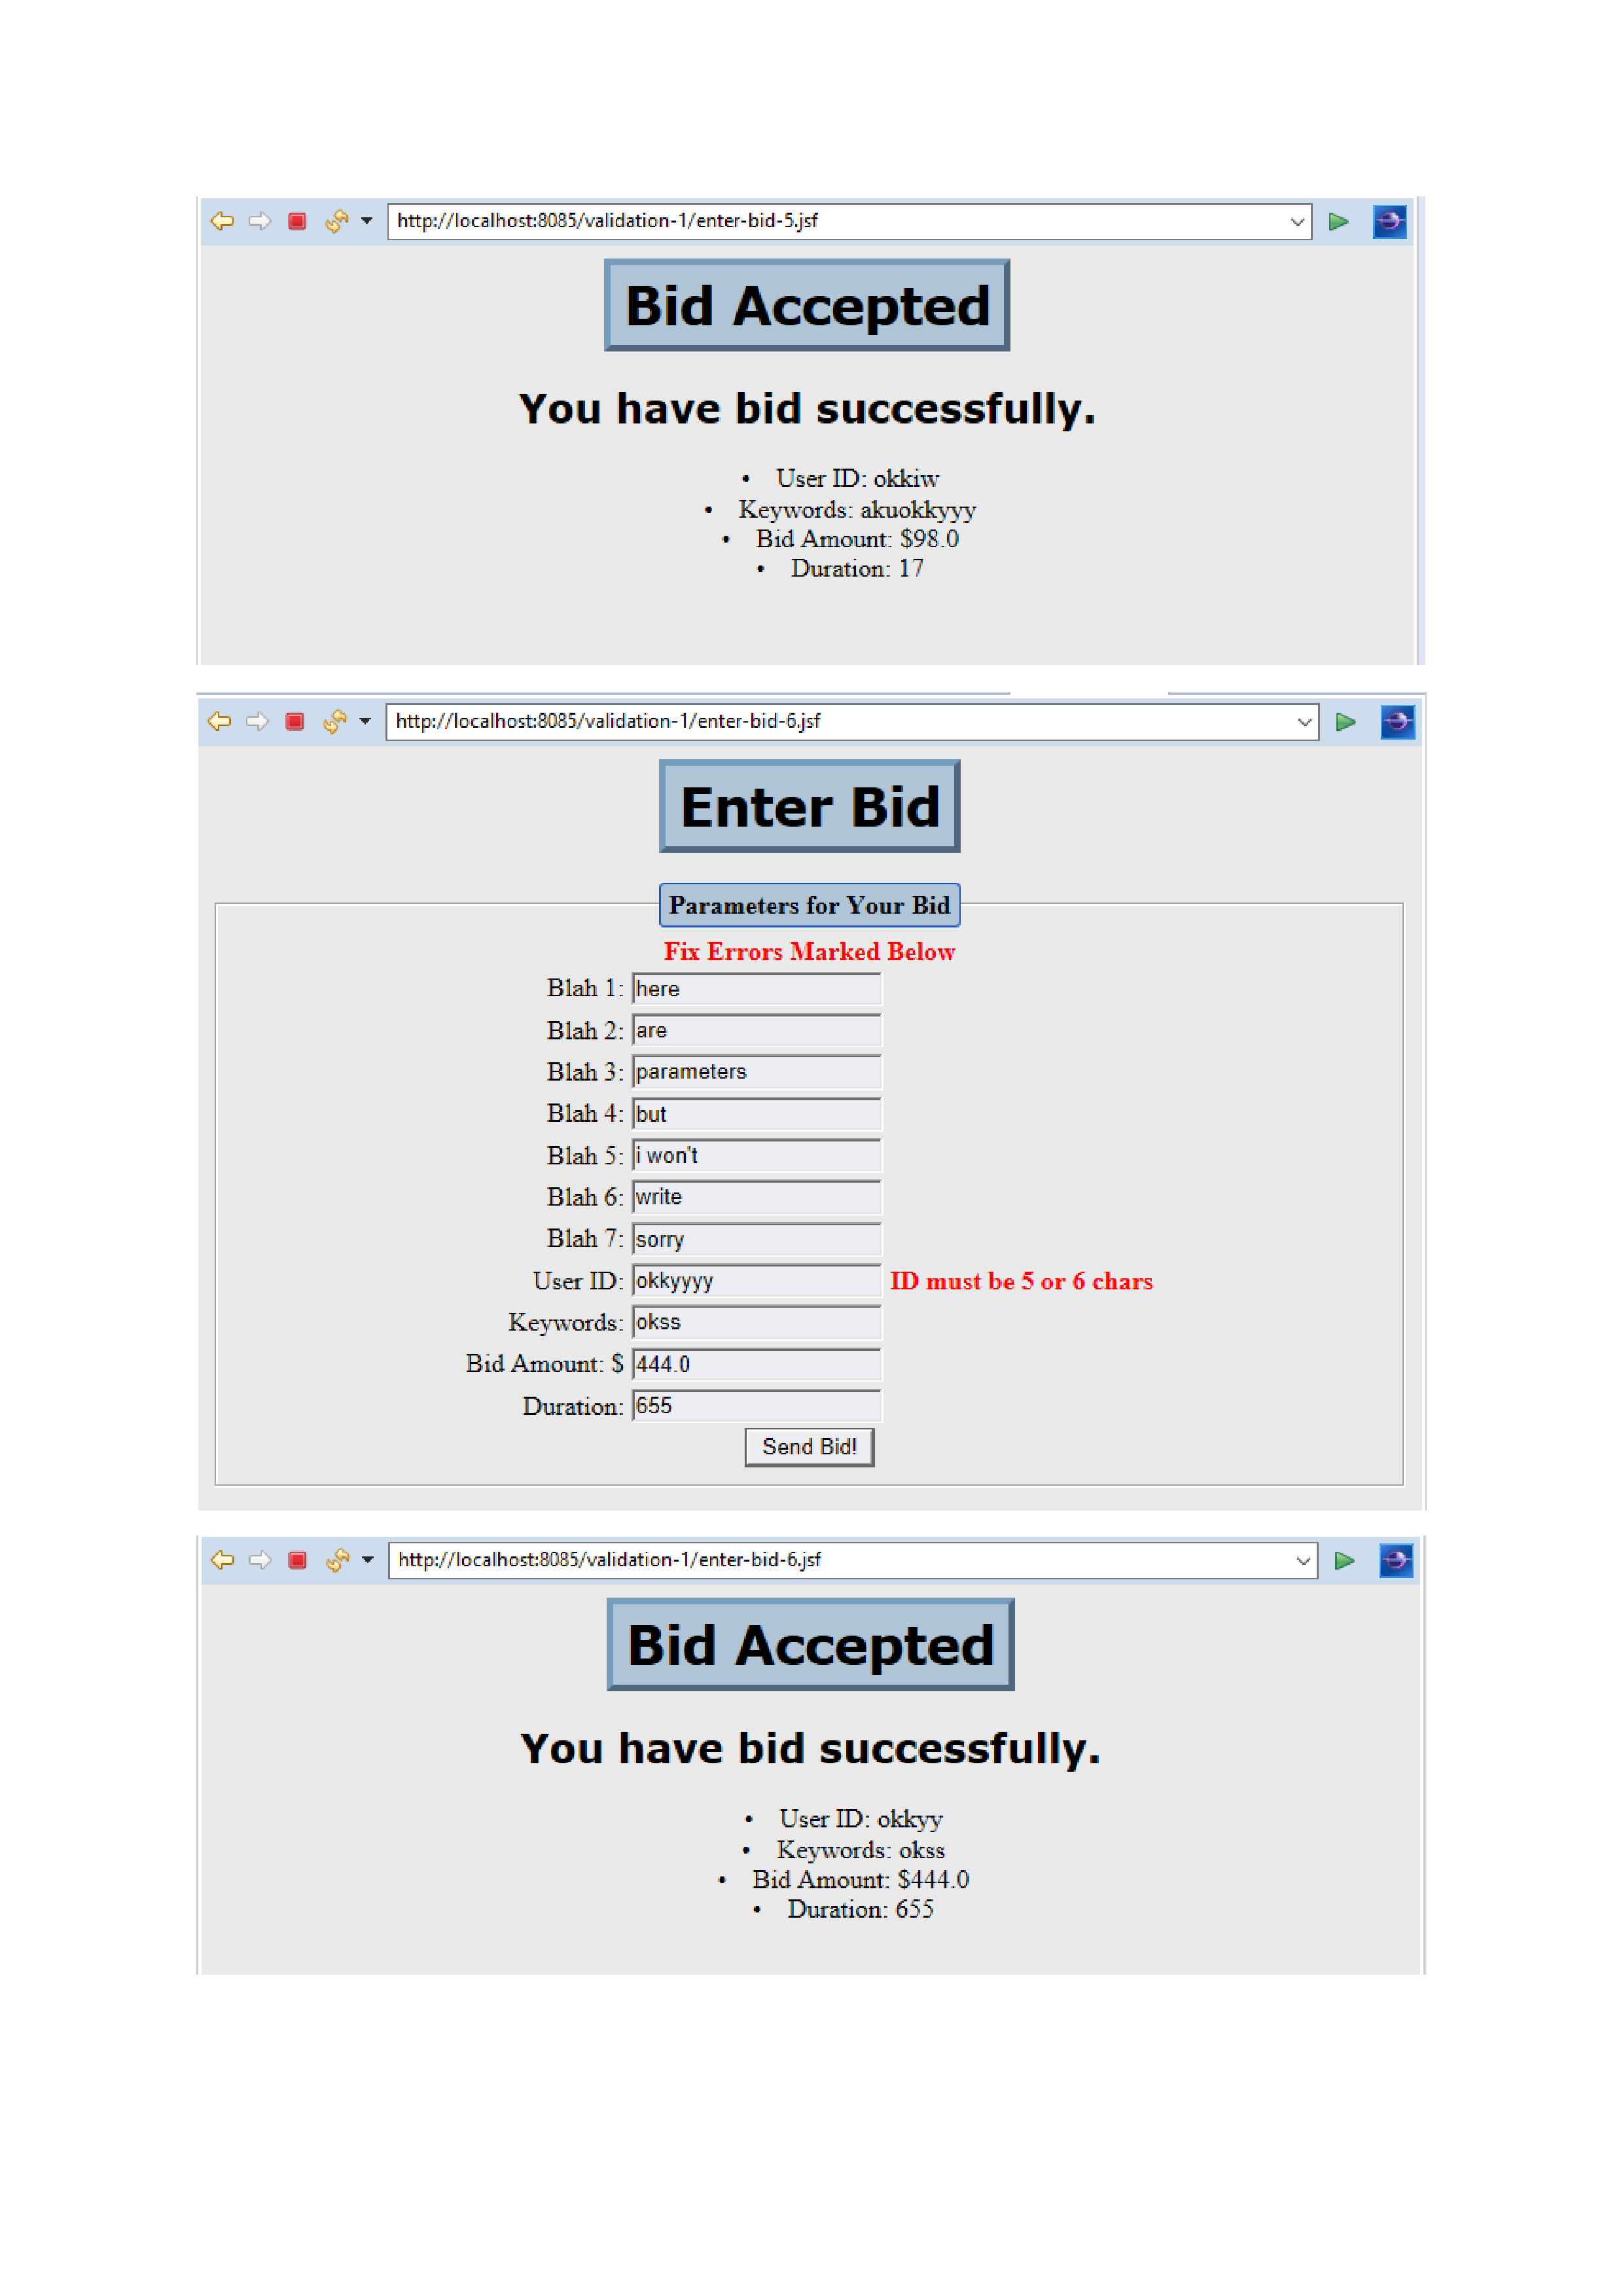 http://localhost:8085/validation-1/enter-bid-5.jsf
Bid Accepted
You have bid successfully.
• User ID: okkiw
• Keywords: akuokkyyy
• Bid Amount: $98.0
• Duration: 17
http://localhost:8085/validation-1/enter-bid-6.jsf
Enter Bid
Parameters for Your Bid
Fix Errors Marked Below
Blah 1: here
Blah 2: are
Blah 3: parameters
Blah 4: but
Blah 5: i won't
Blah 6: write
Blah 7: sorry
User ID: okkyyyy ID must be 5 or 6 chars
Keywords: okss
Bid Amount: $ 444.0
Duration: 655
Send Bid!
http://localhost:8085/validation-1/enter-bid-6.jsf
Bid Accepted
You have bid successfully.
• User ID: okkyy
• Keywords: okss
• Bid Amount: $444.0
• Duration: 655